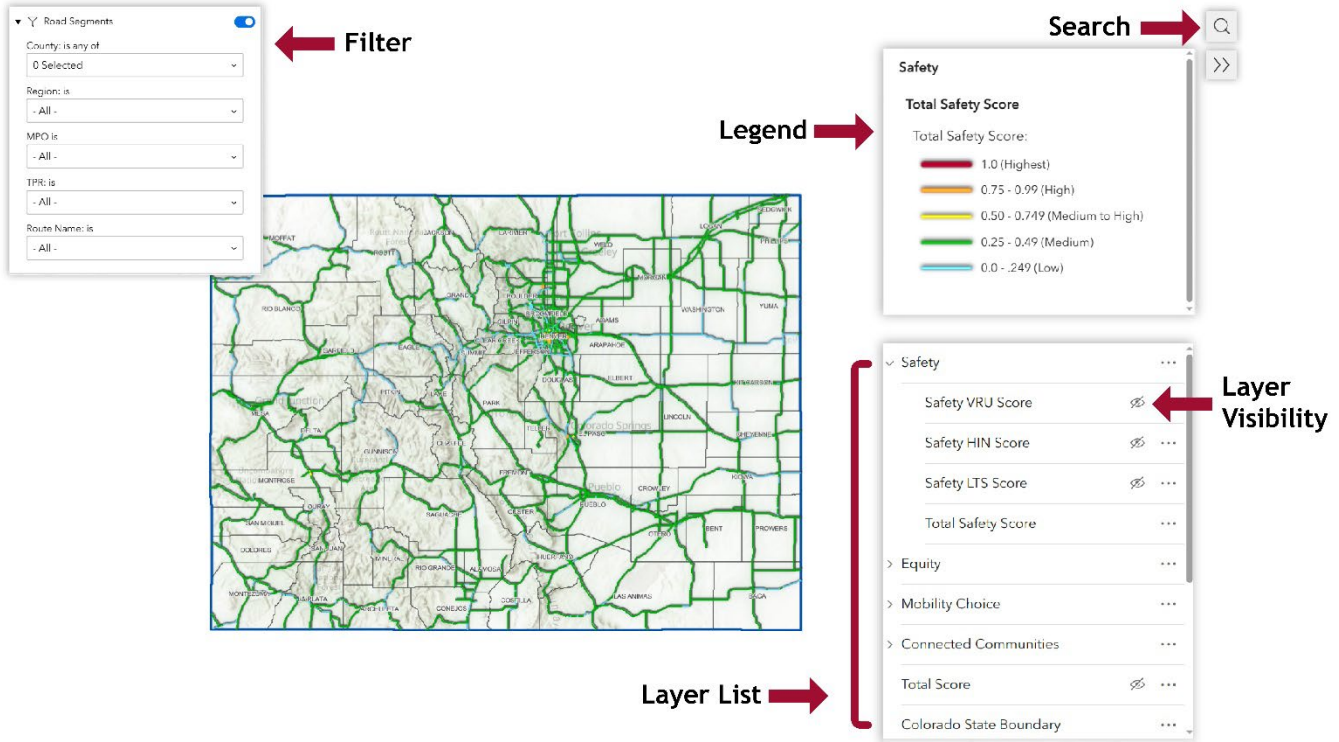 Road Segments
County: is any of
0 Selected
Region: is
- All -
MPO is
- All -
TPR: is
- All -
Route Name: is
- All -
Filter
Search
Legend
Safety
Total Safety Score
Total Safety Score:
1.0 (Highest)
0.75 - 0.99 (High)
0.50 - 0.749 (Medium to High)
0.25 - 0.49 (Medium)
0.0 - .249 (Low)
MOFFAT
JACKSON
LARIMER
LOGAN
SEDGWICK
PHILLIPS
ROUTT
WELD
Greeley
MORGAN
GRAND
BOULDER
RIO BLANCO
WASHINGTON
YUMA
ADAMS
GARFIELD
EAGLE
ARAPAHOE
DOUGLAS
ELBERT
PITKIN
LAKE
PARK
MESA
LINCOLN
TELLER
Colorado Springs
EL PASO
DELTA
CHEYENNE
GUNNISON
FREMONT
KIOWA
MONTROSE
Pueblo
CROWLEY
PUEBLO
OURAY
SAGUACHE
CUSTER
SAN MIGUEL
OTERO
BENT
PROWERS
DOLORES
SAN JUAN
MINERAL
HUERFANO
RIO GRANDE
ALAMOSA
MONTEZUMA
LA PLATA
ARCHULETA
CONEJOS
COSTILLA
LAS ANIMAS
BACA
Safety
Safety VRU Score
Safety HIN Score
Safety LTS Score
Total Safety Score
Equity
Mobility Choice
Connected Communities
Total Score
Colorado State Boundary
Layer
Visibility
Layer List